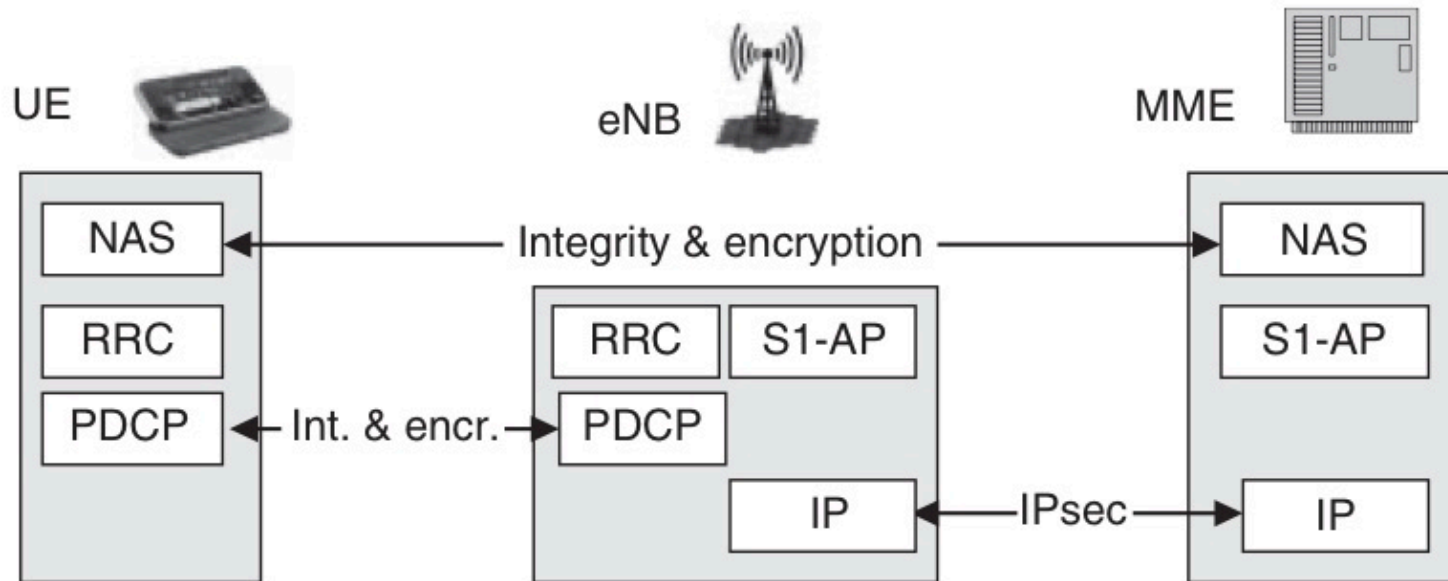 UE
eNB
MME
NAS
Integrity & encryption
NAS
RRC
RRC
S1-AP
S1-AP
PDCP
Int. & encr.
PDCP
IP
IPsec
IP